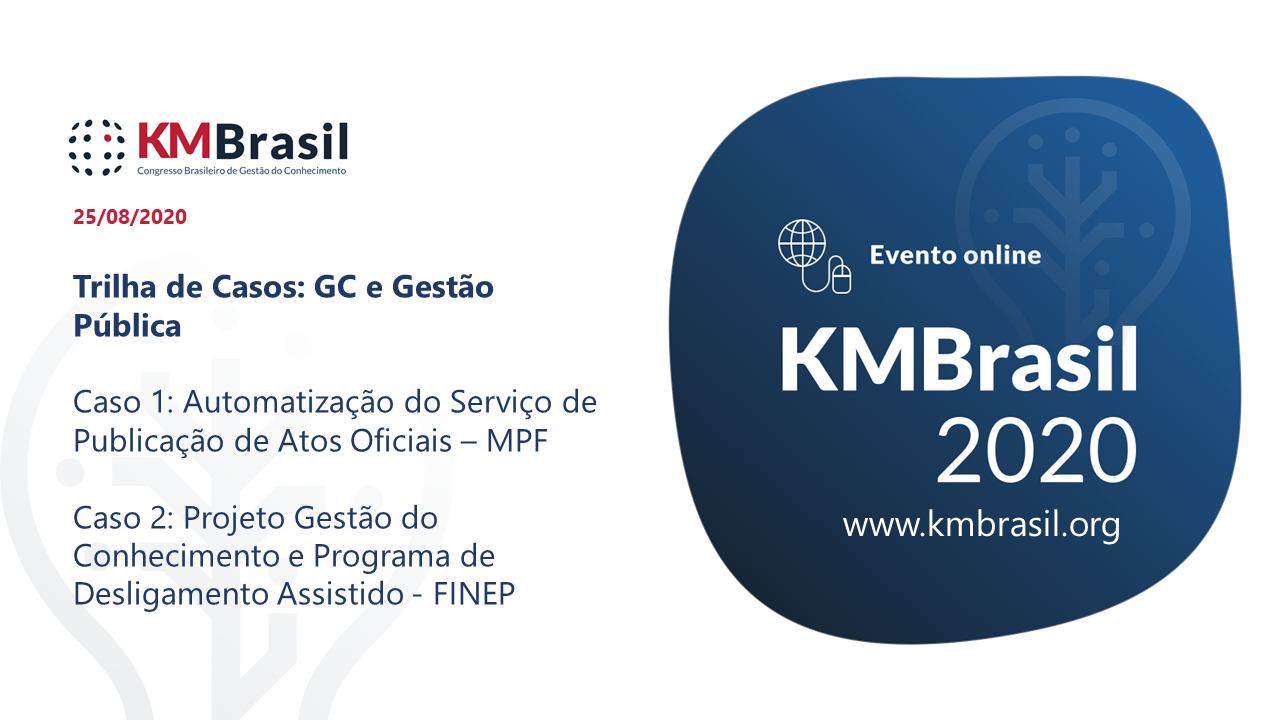 KMBrasil
Congresso Brasileiro de Gestão do Conhecimento
25/08/2020
Trilha de Casos: GC e Gestão
Pública
Caso 1: Automatização do Serviço de
Publicação de Atos Oficiais – MPF
Caso 2: Projeto Gestão do
Conhecimento e Programa de
Desligamento Assistido - FINEP
Evento online
KMBrasil
2020
www.kmbrasil.org